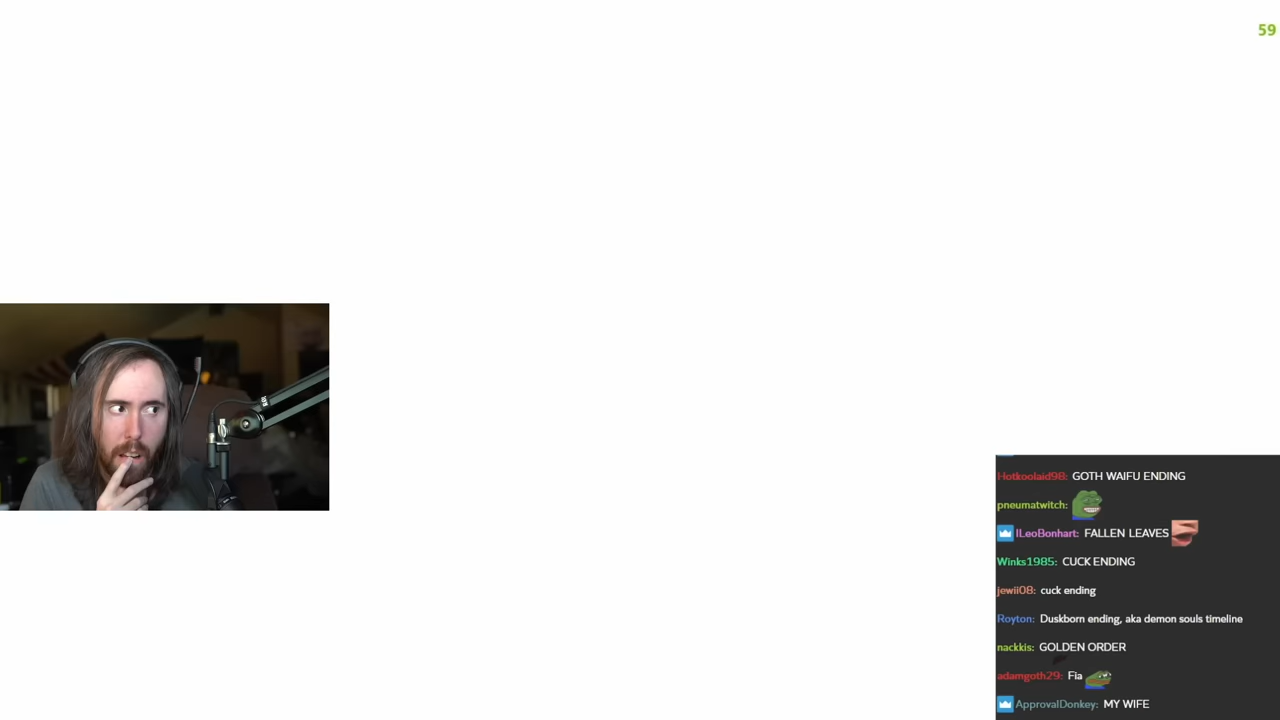 59
Hotkoolaid98: GOTH WAIFU ENDING
pneumatwitch:
ILeoBonhart: FALLEN LEAVES
Winks1985: CUCK ENDING
jewii08: cuck ending
Royton: Duskborn ending, aka demon souls timeline
nackkis: GOLDEN ORDER
adamgoth29: Fia
ApprovalDonkey: MY WIFE